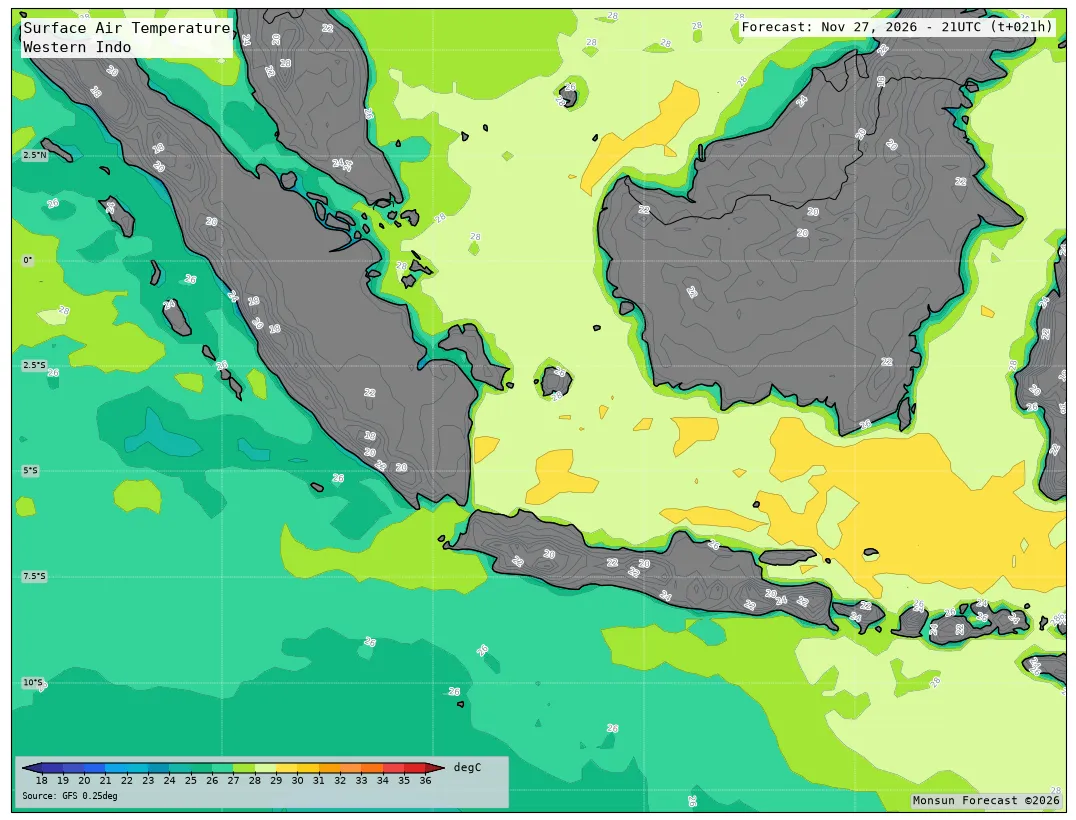 Surface Air Temperature
Western Indo
Forecast: Nov 27, 2026 - 21UTC (t+021h)
2.5°N
0°
2.5°S
5°S
7.5°S
10°S
18 19 20 21 22 23 24 25 26 27 28 29 30 31 32 33 34 35 36 degC
Source: GFS 0.25deg
Monsun Forecast ©2026